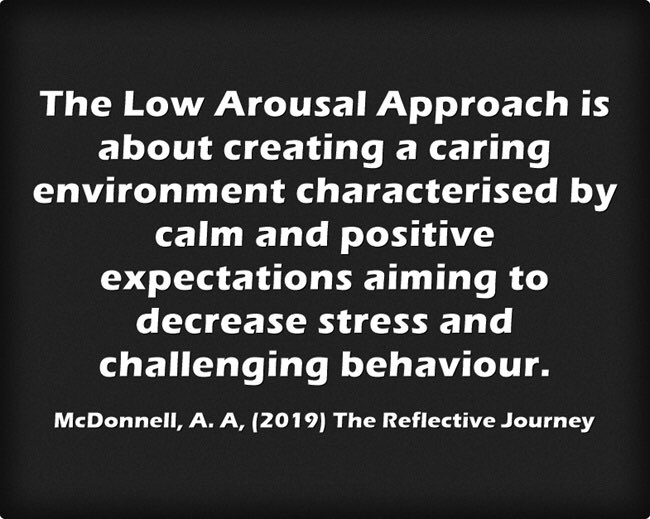 The Low Arousal Approach is
about creating a caring
environment characterised by
calm and positive
expectations aiming to
decrease stress and
challenging behaviour.
McDonnell, A. A, (2019) The Reflective Journey